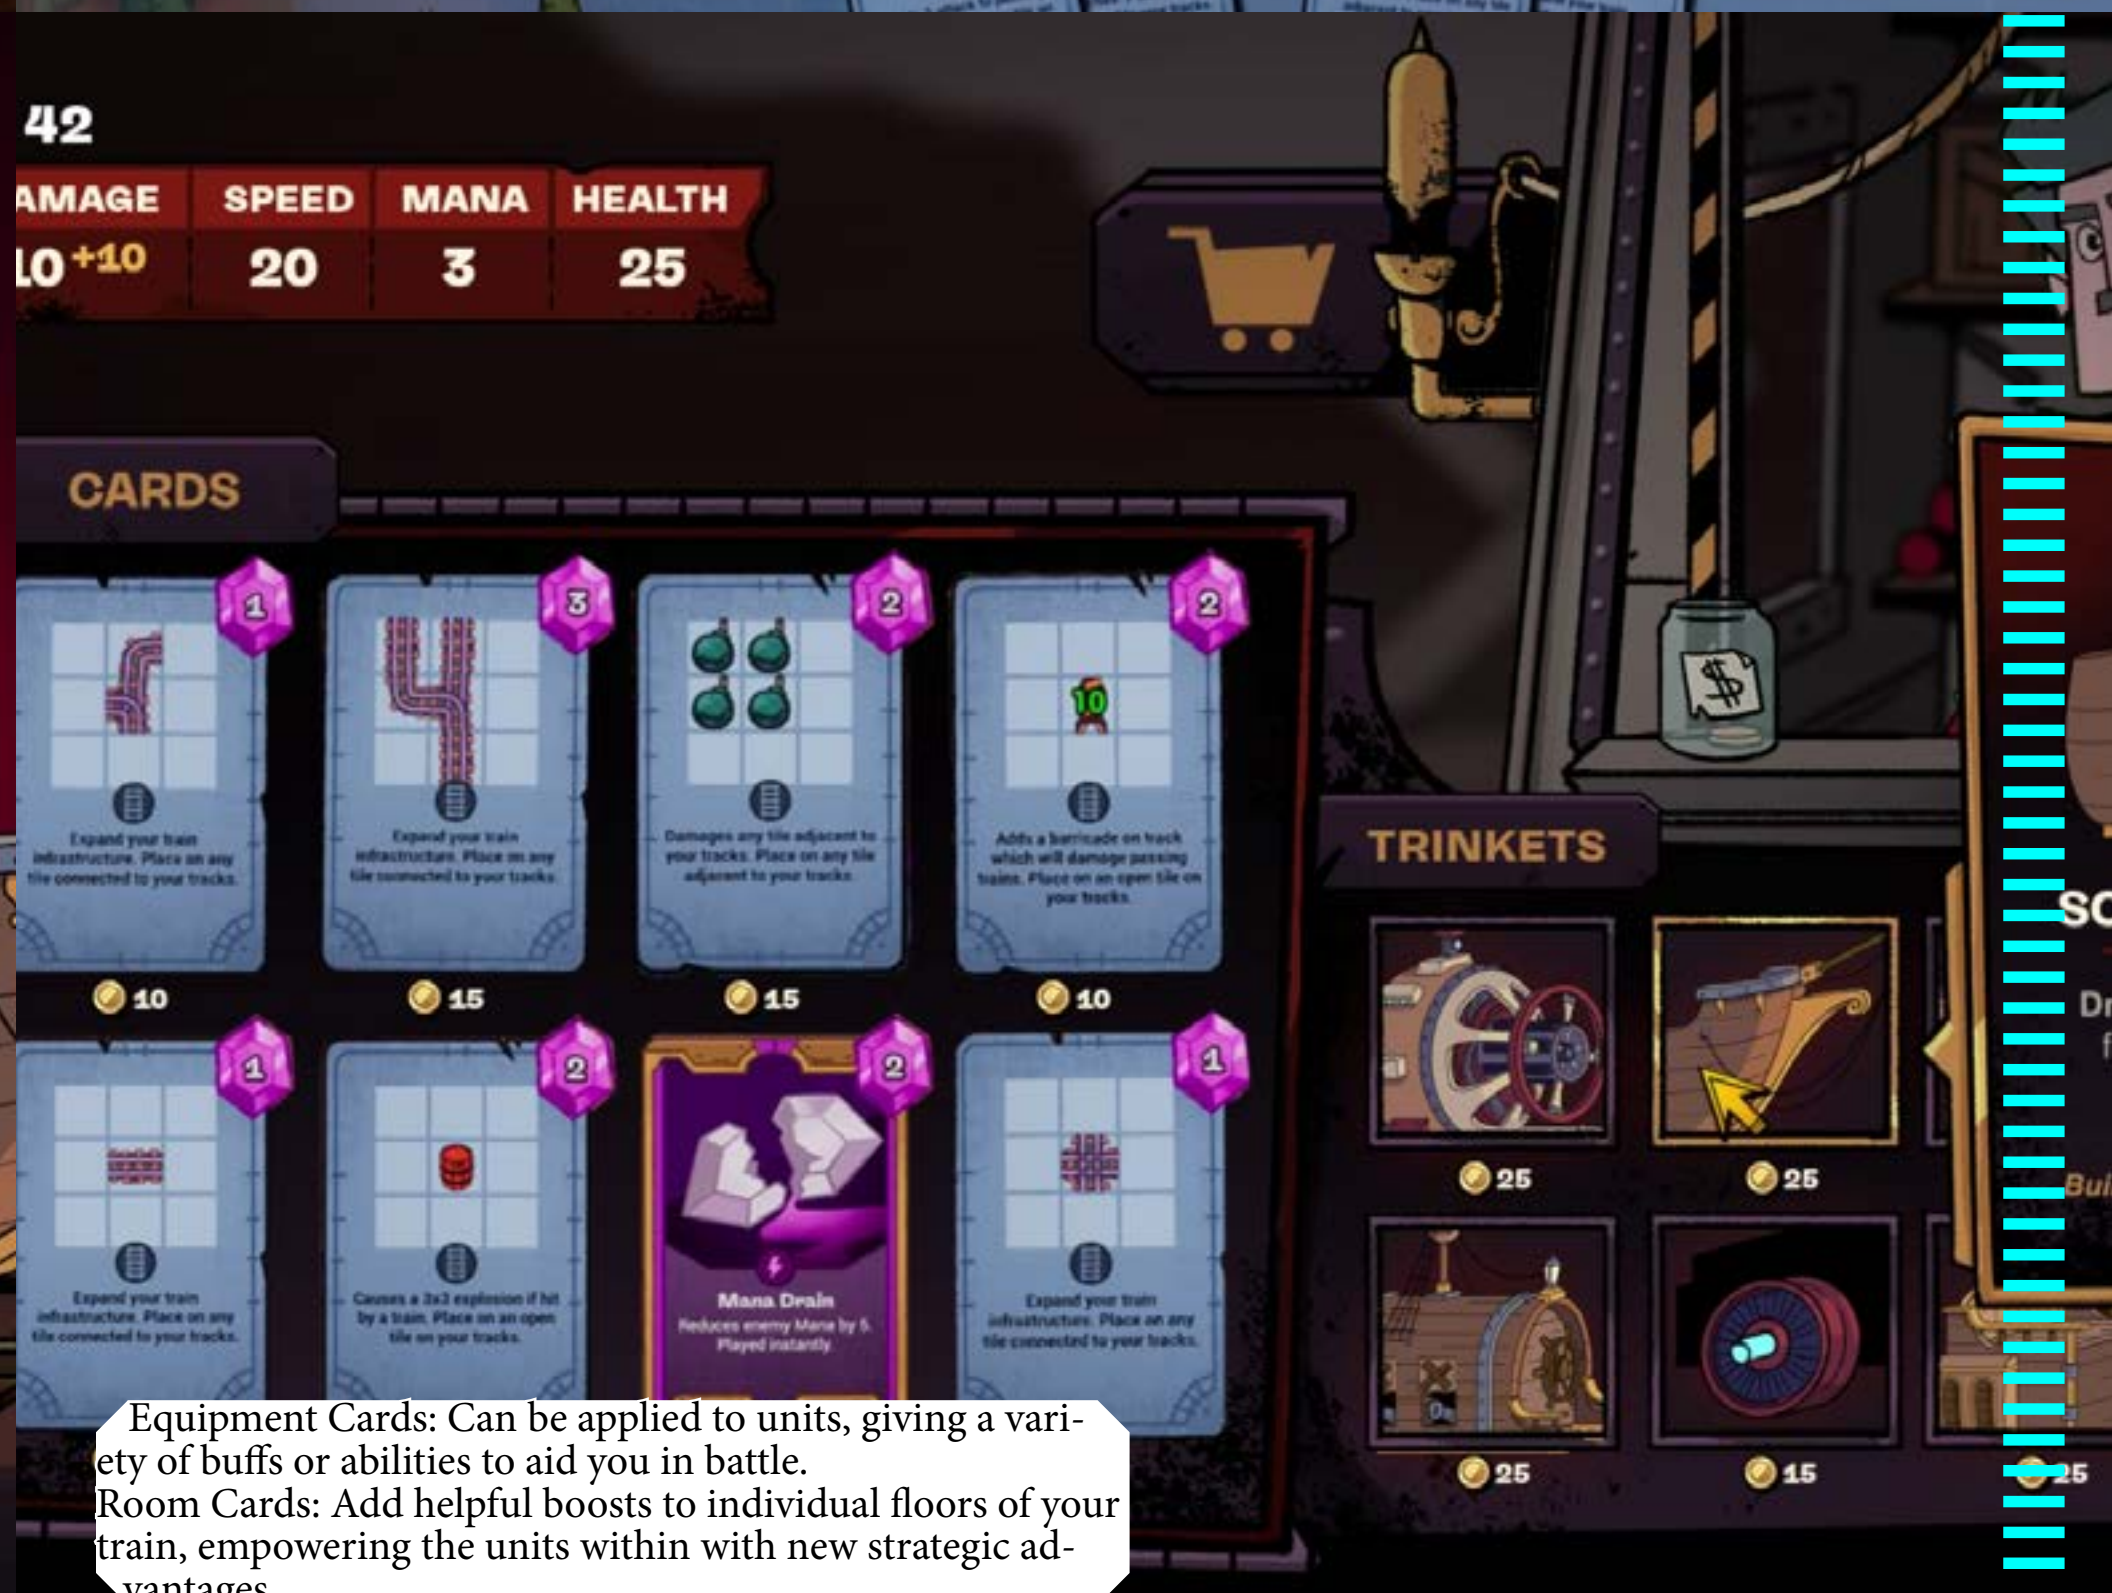 42
AMAGE SPEED MANA HEALTH
10 +10 20 3 25
CARDS
1 3 2 2
10
Expand your train
infrastructure. Place on any
tile connected to your tracks.
Expand your train
infrastructure. Place on any
tile connected to your tracks.
Damages any tile adjacent to
your tracks. Place on any tile
adjacent to your tracks.
Adds a barricade on track
which will damage passing
trains. Place on an open tile on
your tracks.
10 15 15 10
1 2 2 1
Expand your train
infrastructure. Place on any
tile connected to your tracks.
Causes a 3x3 explosion if hit
by a train. Place on an open
tile on your tracks.
Mana Drain
Reduces enemy Mana by 5.
Played instantly.
Expand your train
infrastructure. Place on any
tile connected to your tracks.
$
TRINKETS
25 25
25 15 25
SC
Dr
f
Bui
Equipment Cards: Can be applied to units, giving a vari-
ety of buffs or abilities to aid you in battle.
Room Cards: Add helpful boosts to individual floors of your
train, empowering the units within with new strategic ad-
vantages